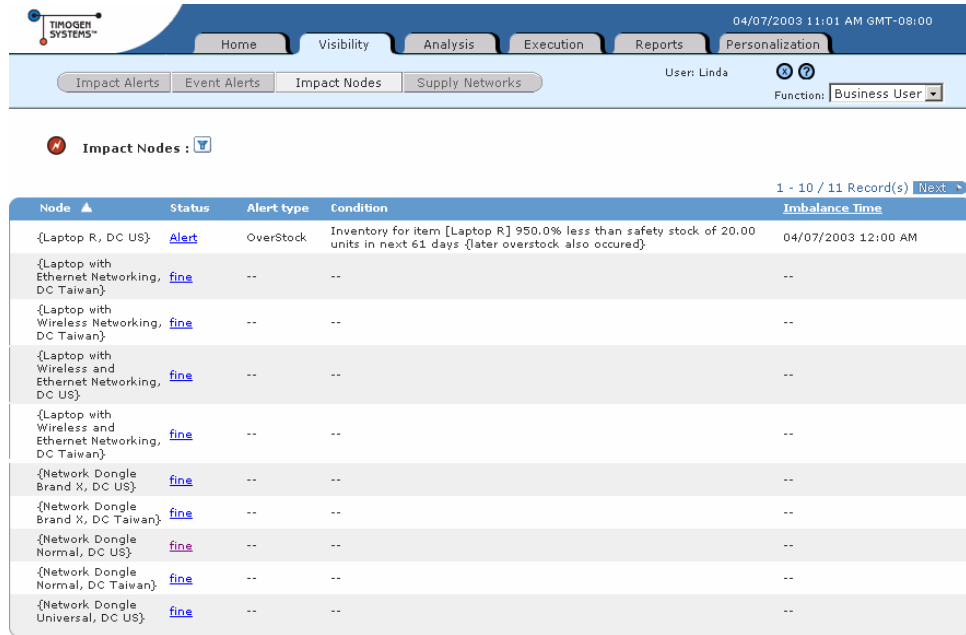 TIMOGEN
SYSTEMS™
04/07/2003 11:01 AM GMT-08:00
Home Visibility Analysis Execution Reports Personalization
Impact Alerts Event Alerts Impact Nodes Supply Networks
User: Linda
Function: Business User
Impact Nodes :
1 - 10 / 11 Record(s) Next
Node Status Alert type Condition Imbalance Time
{Laptop R, DC US} Alert OverStock Inventory for item [Laptop R] 950.0% less than safety stock of 20.00
units in next 61 days {later overstock also occured} 04/07/2003 12:00 AM
{Laptop with
Ethernet Networking, fine -- -- --
DC Taiwan}
{Laptop with
Wireless Networking, fine -- -- --
DC Taiwan}
{Laptop with
Wireless and
Ethernet Networking, fine -- -- --
DC US}
{Laptop with
Wireless and
Ethernet Networking, fine -- -- --
DC Taiwan}
{Network Dongle
Brand X, DC US} fine -- -- --
{Network Dongle
Brand X, DC Taiwan} fine -- -- --
{Network Dongle
Normal, DC US} fine -- -- --
{Network Dongle
Normal, DC Taiwan} fine -- -- --
{Network Dongle
Universal, DC US} fine -- -- --